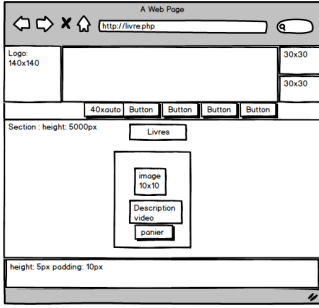 A Web Page
http://livre.php
Logo:
140x140
30x30
30x30
40xauto Button Button Button Button
Section : height: 5000px
Livres
image
10x10
Description
video
panier
height: 5px padding: 10px